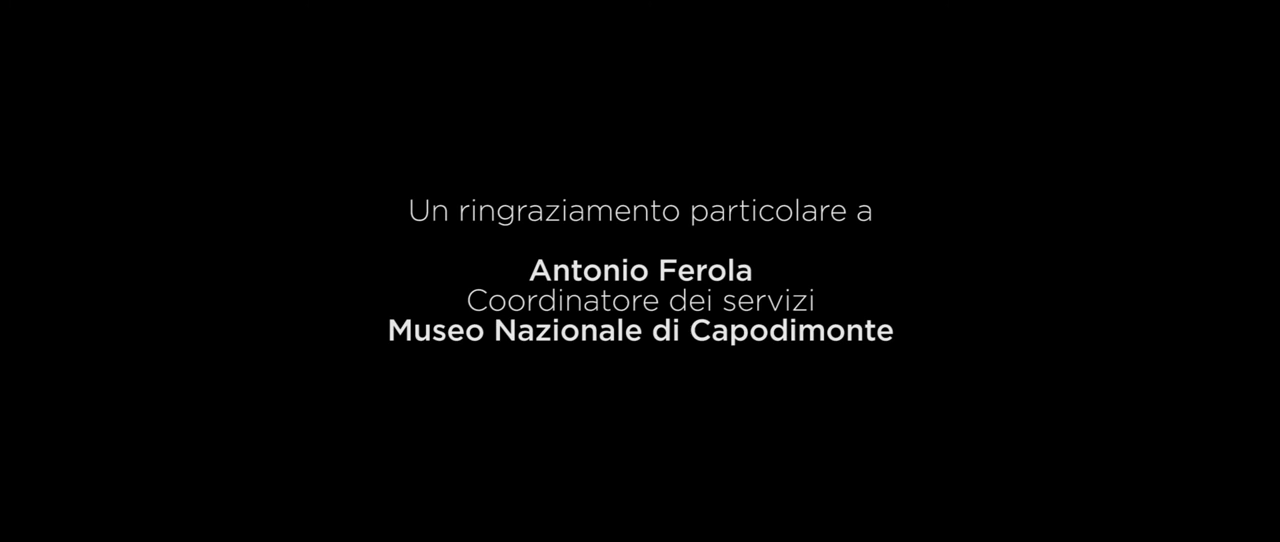 Un ringraziamento particolare a
Antonio Ferola
Coordinatore dei servizi
Museo Nazionale di Capodimonte